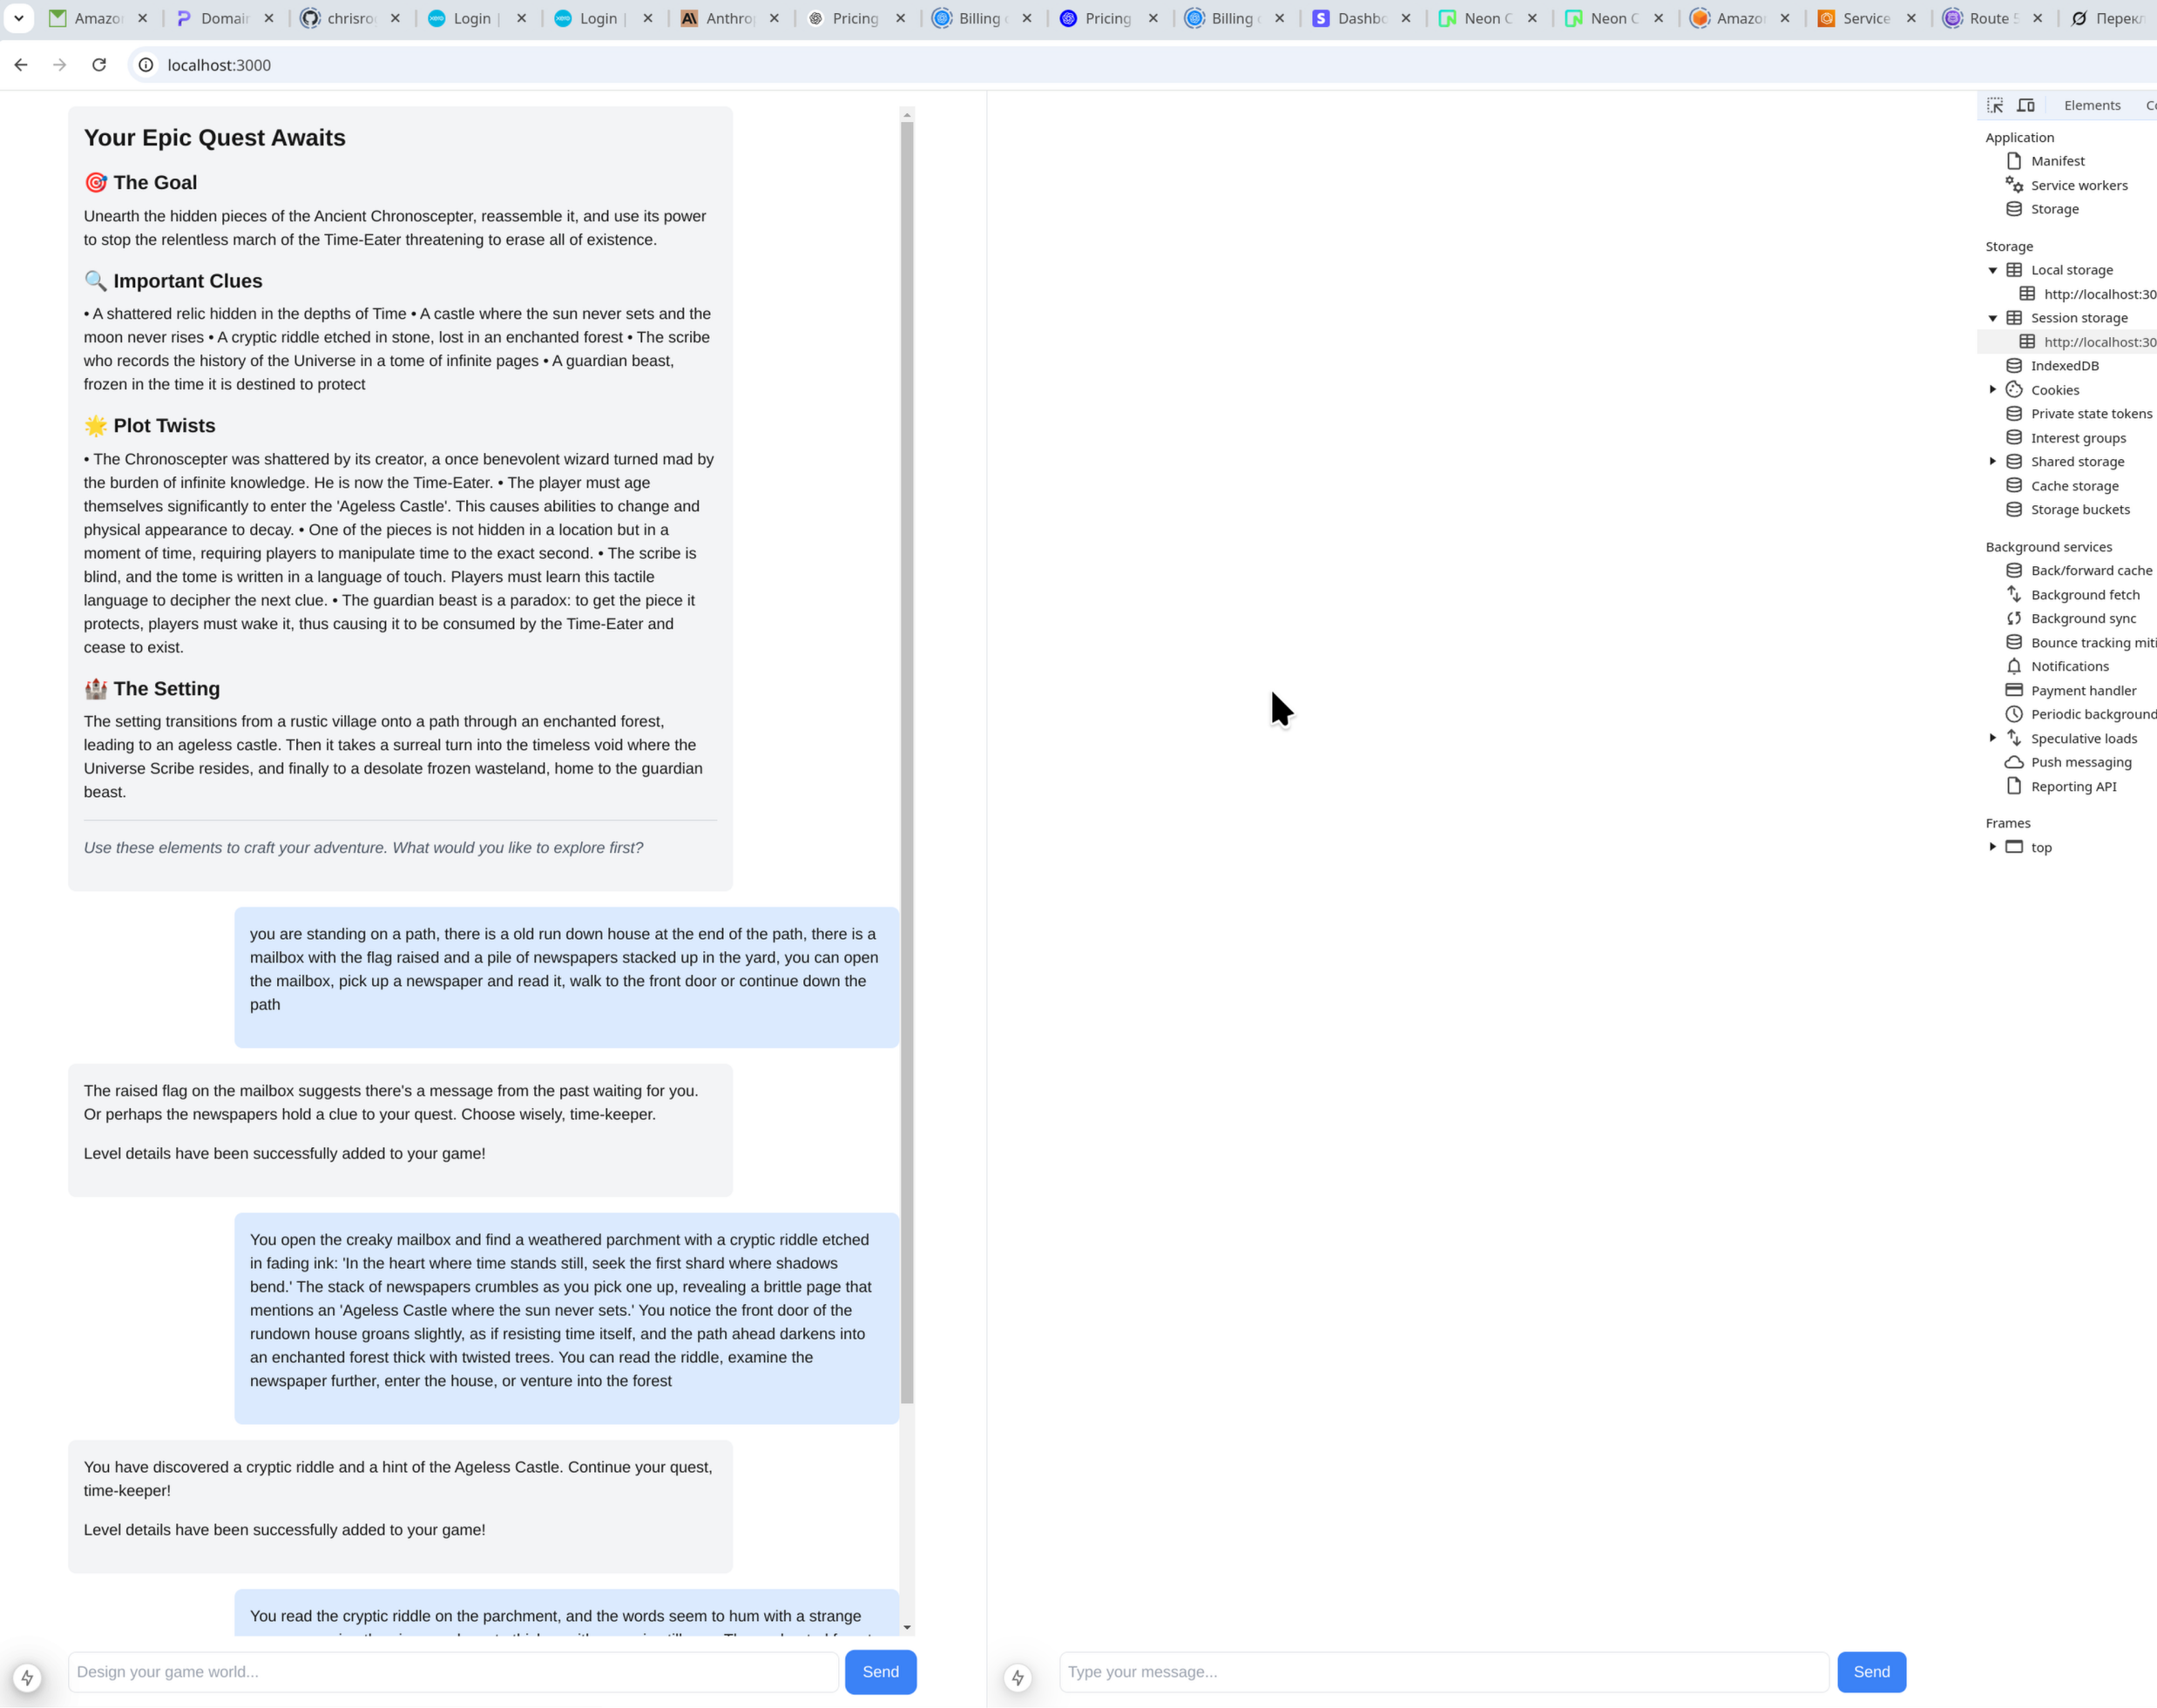 Amazon
Domain
chrisro
Login |
Login |
Anthro
Pricing
Billing
Pricing
Billing
Dashbo
Neon C
Neon C
Amazo
Service
Route 5
Перекл
localhost:3000
Your Epic Quest Awaits
🎯 The Goal
Unearth the hidden pieces of the Ancient Chronoscepter, reassemble it, and use its power
to stop the relentless march of the Time-Eater threatening to erase all of existence.
🔍 Important Clues
• A shattered relic hidden in the depths of Time • A castle where the sun never sets and the
moon never rises • A cryptic riddle etched in stone, lost in an enchanted forest • The scribe
who records the history of the Universe in a tome of infinite pages • A guardian beast,
frozen in the time it is destined to protect
🌟 Plot Twists
• The Chronoscepter was shattered by its creator, a once benevolent wizard turned mad by
the burden of infinite knowledge. He is now the Time-Eater. • The player must age
themselves significantly to enter the 'Ageless Castle'. This causes abilities to change and
physical appearance to decay. • One of the pieces is not hidden in a location but in a
moment of time, requiring players to manipulate time to the exact second. • The scribe is
blind, and the tome is written in a language of touch. Players must learn this tactile
language to decipher the next clue. • The guardian beast is a paradox: to get the piece it
protects, players must wake it, thus causing it to be consumed by the Time-Eater and
cease to exist.
🏰 The Setting
The setting transitions from a rustic village onto a path through an enchanted forest,
leading to an ageless castle. Then it takes a surreal turn into the timeless void where the
Universe Scribe resides, and finally to a desolate frozen wasteland, home to the guardian
beast.
Use these elements to craft your adventure. What would you like to explore first?
you are standing on a path, there is a old run down house at the end of the path, there is a
mailbox with the flag raised and a pile of newspapers stacked up in the yard, you can open
the mailbox, pick up a newspaper and read it, walk to the front door or continue down the
path
The raised flag on the mailbox suggests there's a message from the past waiting for you.
Or perhaps the newspapers hold a clue to your quest. Choose wisely, time-keeper.
Level details have been successfully added to your game!
You open the creaky mailbox and find a weathered parchment with a cryptic riddle etched
in fading ink: 'In the heart where time stands still, seek the first shard where shadows
bend.' The stack of newspapers crumbles as you pick one up, revealing a brittle page that
mentions an 'Ageless Castle where the sun never sets.' You notice the front door of the
rundown house groans slightly, as if resisting time itself, and the path ahead darkens into
an enchanted forest thick with twisted trees. You can read the riddle, examine the
newspaper further, enter the house, or venture into the forest
You have discovered a cryptic riddle and a hint of the Ageless Castle. Continue your quest,
time-keeper!
Level details have been successfully added to your game!
You read the cryptic riddle on the parchment, and the words seem to hum with a strange
Design your game world...
Send
Type your message...
Send
Elements
Application
Manifest
Service workers
Storage
Storage
Local storage
http://localhost:30
Session storage
http://localhost:30
IndexedDB
Cookies
Private state tokens
Interest groups
Shared storage
Cache storage
Storage buckets
Background services
Back/forward cache
Background fetch
Background sync
Bounce tracking miti
Notifications
Payment handler
Periodic background
Speculative loads
Push messaging
Reporting API
Frames
top